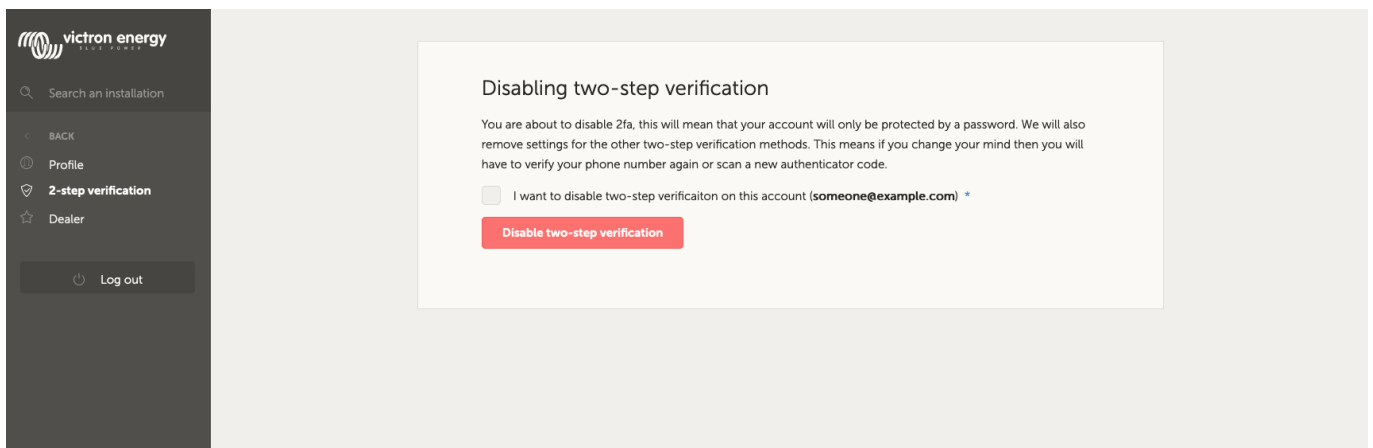 victron energy
BLUE POWER
Search an installation
BACK
Profile
2-step verification
Dealer
Log out
Disabling two-step verification
You are about to disable 2fa, this will mean that your account will only be protected by a password. We will also
remove settings for the other two-step verification methods. This means if you change your mind then you will
have to verify your phone number again or scan a new authenticator code.
I want to disable two-step verificaiton on this account (someone@example.com) *
Disable two-step verification